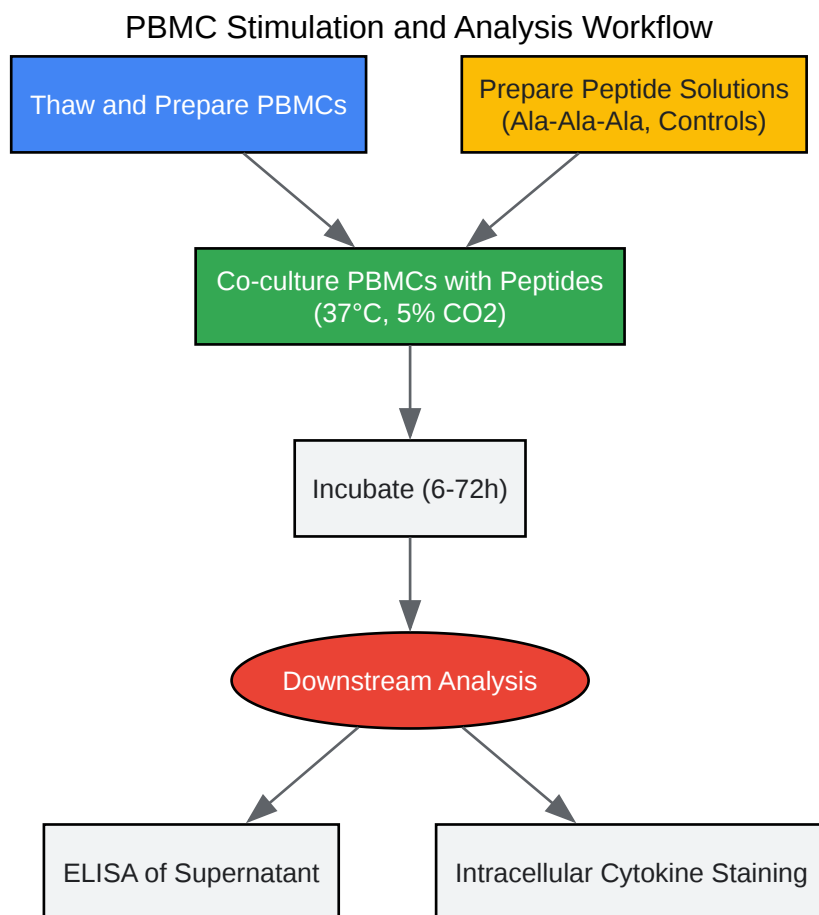 PBMC Stimulation and Analysis Workflow
Thaw and Prepare PBMCs
Prepare Peptide Solutions
(Ala-Ala-Ala, Controls)
Co-culture PBMCs with Peptides
(37°C, 5% CO2)
Incubate (6-72h)
Downstream Analysis
ELISA of Supernatant
Intracellular Cytokine Staining